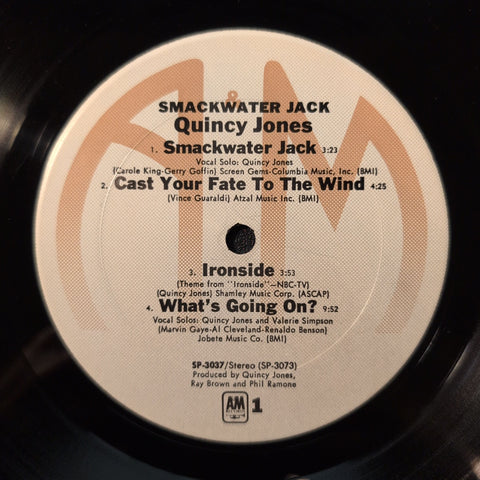 A&M
SMACKWATER JACK
Quincy Jones
1. Smackwater Jack 3:23
Vocal Solo: Quincy Jones
(Carole King-Gerry Goffin) Screen Gems-Columbia Music, Inc. (BMI)
2. Cast Your Fate To The Wind 4:25
(Vince Guaraldi) Atzal Music Inc. (BMI)
3. Ironside 3:53
(Theme from "Ironside"—NBC-TV)
(Quincy Jones) Shamley Music Corp. (ASCAP)
4. What's Going On? 9:52
Vocal Solos: Quincy Jones and Valerie Simpson
(Marvin Gaye-Al Cleveland-Renaldo Benson)
Jobete Music Co. (BMI)
SP-3037/Stereo (SP-3073)
Produced by Quincy Jones,
Ray Brown and Phil Ramone
AM 1
RECORDS